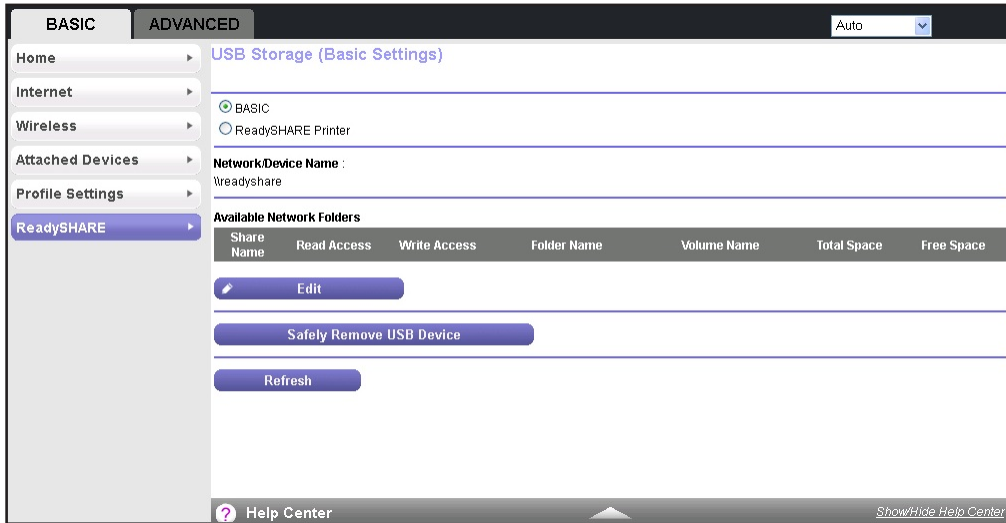 BASIC
ADVANCED
Auto
Home
Internet
Wireless
Attached Devices
Profile Settings
ReadySHARE
USB Storage (Basic Settings)
BASIC
ReadySHARE Printer
Network/Device Name :
\\readyshare
Available Network Folders
Share Name Read Access Write Access Folder Name Volume Name Total Space Free Space
Edit
Safely Remove USB Device
Refresh
? Help Center
Show/Hide Help Center